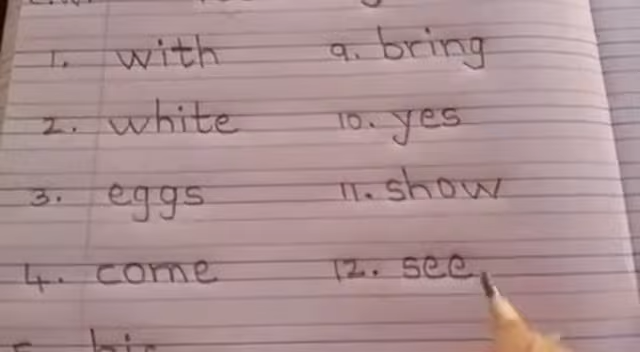 1. with 9. bring
2. white 10. yes
3. eggs 11. show
4. come 12. see